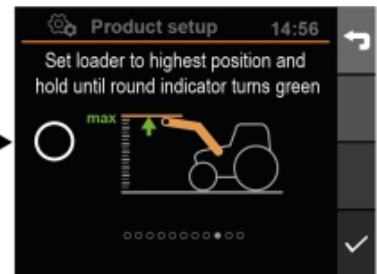 Product setup 14:56
Set loader to highest position and
hold until round indicator turns green
max